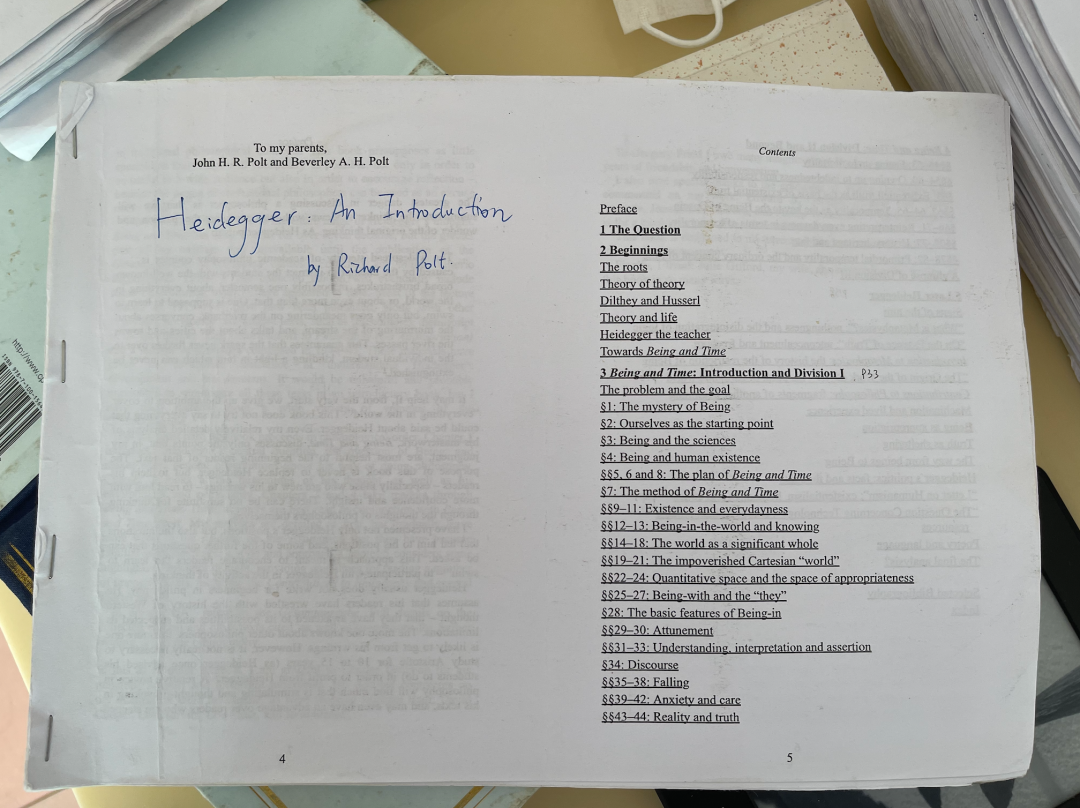 To my parents,
John H. R. Polt and Beverley A. H. Polt
Heidegger: An Introduction
by Richard Polt.
4
Contents
Preface
1 The Question
2 Beginnings
The roots
Theory of theory
Dilthey and Husserl
Theory and life
Heidegger the teacher
Towards Being and Time
3 Being and Time: Introduction and Division I P33
The problem and the goal
§1: The mystery of Being
§2: Ourselves as the starting point
§3: Being and the sciences
§4: Being and human existence
§§5, 6 and 8: The plan of Being and Time
§7: The method of Being and Time
§§9–11: Existence and everydayness
§§12–13: Being-in-the-world and knowing
§§14–18: The world as a significant whole
§§19–21: The impoverished Cartesian “world”
§§22–24: Quantitative space and the space of appropriateness
§§25–27: Being-with and the “they”
§28: The basic features of Being-in
§§29–30: Attunement
§§31–33: Understanding, interpretation and assertion
§34: Discourse
§§35–38: Falling
§§39–42: Anxiety and care
§§43–44: Reality and truth
5